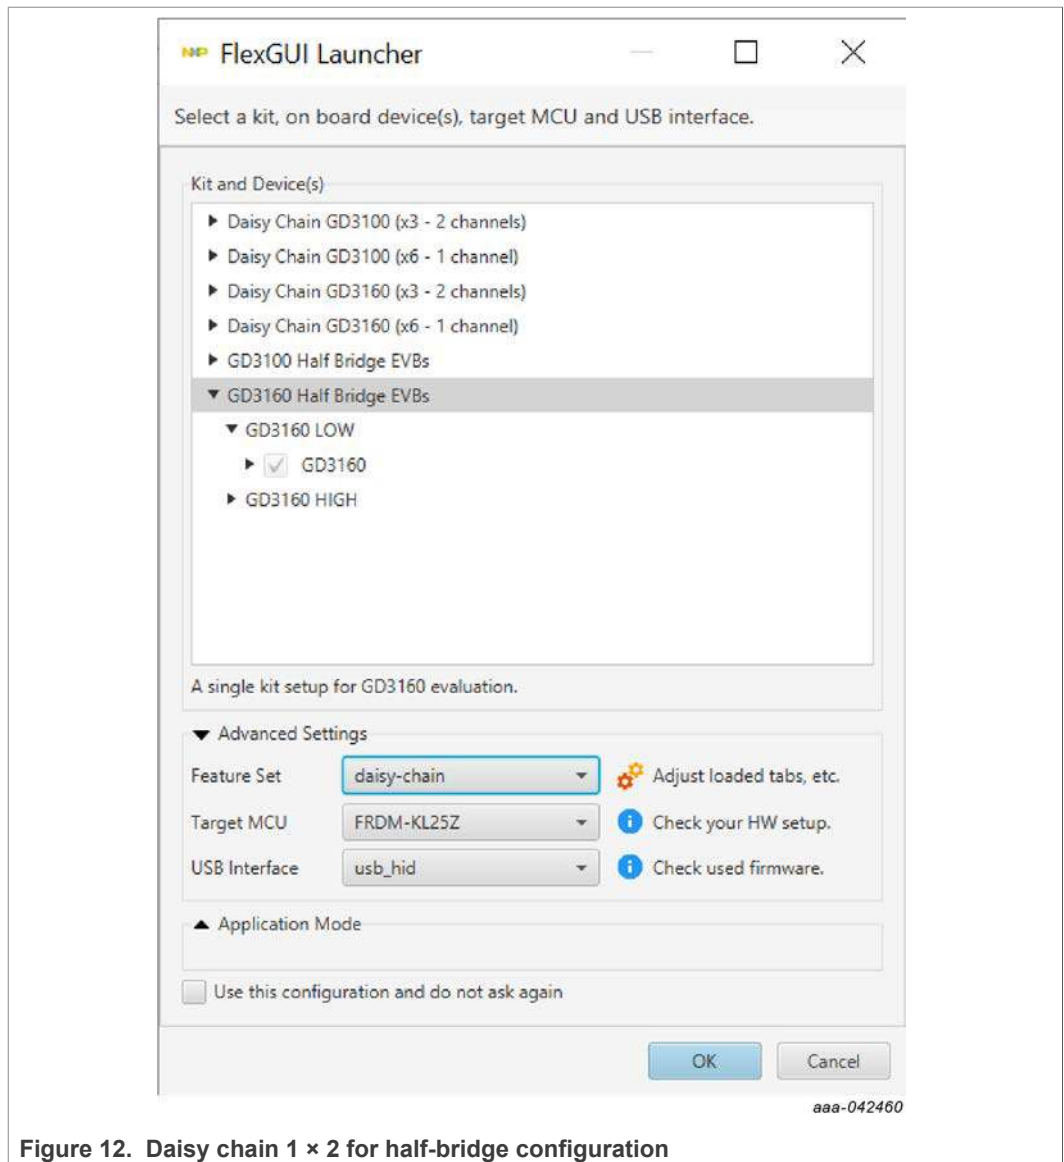 NXP FlexGUI Launcher
Select a kit, on board device(s), target MCU and USB interface.
Kit and Device(s)
Daisy Chain GD3100 (x3 - 2 channels)
Daisy Chain GD3100 (x6 - 1 channel)
Daisy Chain GD3160 (x3 - 2 channels)
Daisy Chain GD3160 (x6 - 1 channel)
GD3100 Half Bridge EVBs
GD3160 Half Bridge EVBs
GD3160 LOW
GD3160
GD3160 HIGH
A single kit setup for GD3160 evaluation.
Advanced Settings
Feature Set daisy-chain Adjust loaded tabs, etc.
Target MCU FRDM-KL25Z Check your HW setup.
USB Interface usb_hid Check used firmware.
Application Mode
Use this configuration and do not ask again
OK Cancel
aaa-042460
Figure 12. Daisy chain 1 × 2 for half-bridge configuration